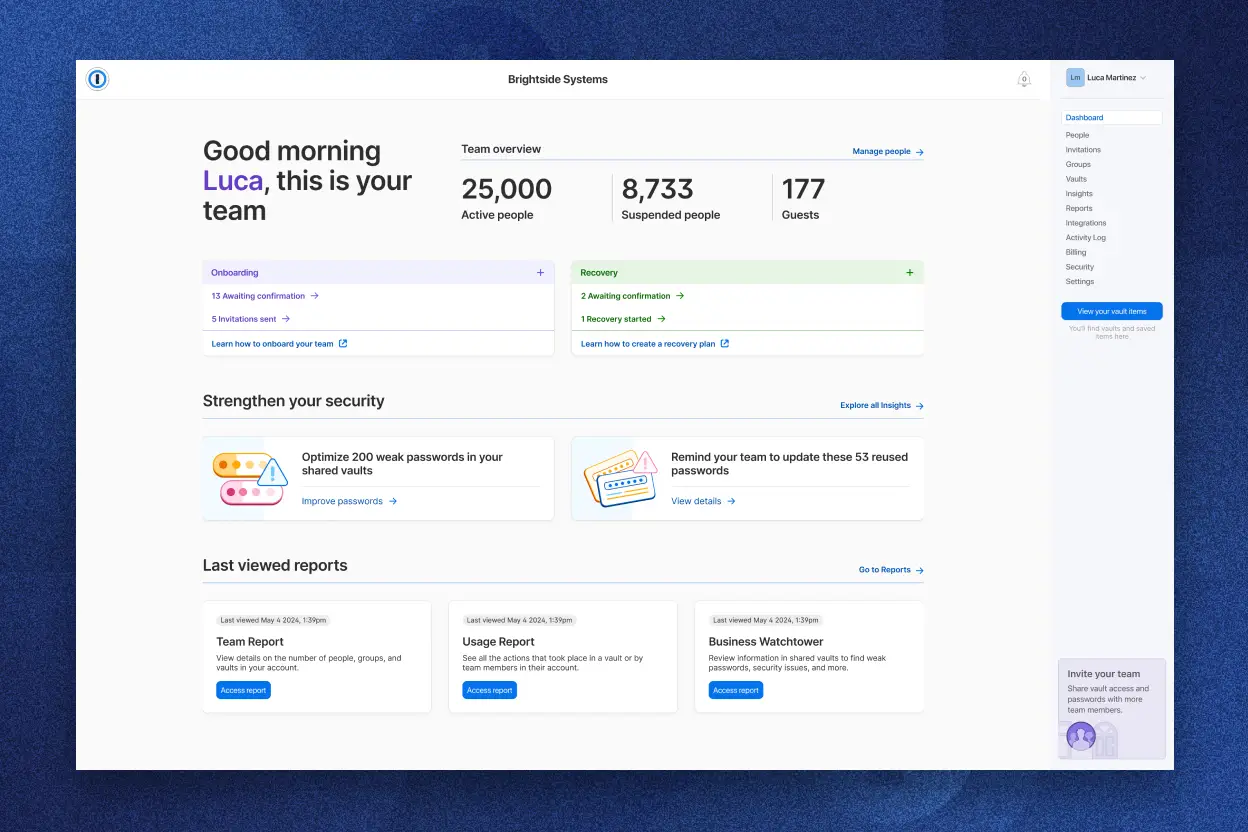 Brightside Systems
0
Lm Luca Martinez
Good morning
Luca, this is your
team
Team overview
Manage people →
25,000
Active people
8,733
Suspended people
177
Guests
Onboarding +
13 Awaiting confirmation →
5 Invitations sent →
Learn how to onboard your team
Recovery +
2 Awaiting confirmation →
1 Recovery started →
Learn how to create a recovery plan
Strengthen your security
Explore all Insights →
Optimize 200 weak passwords in your
shared vaults
Improve passwords →
Remind your team to update these 53 reused
passwords
View details →
Last viewed reports
Go to Reports →
Last viewed May 4 2024, 1:39pm
Team Report
View details on the number of people, groups, and
vaults in your account.
Access report
Last viewed May 4 2024, 1:39pm
Usage Report
See all the actions that took place in a vault or by
team members in their account.
Access report
Last viewed May 4 2024, 1:39pm
Business Watchtower
Review information in shared vaults to find weak
passwords, security issues, and more.
Access report
Dashboard
People
Invitations
Groups
Vaults
Insights
Reports
Integrations
Activity Log
Billing
Security
Settings
View your vault items
You'll find vaults and saved
items here.
Invite your team
Share vault access and
passwords with more
team members.